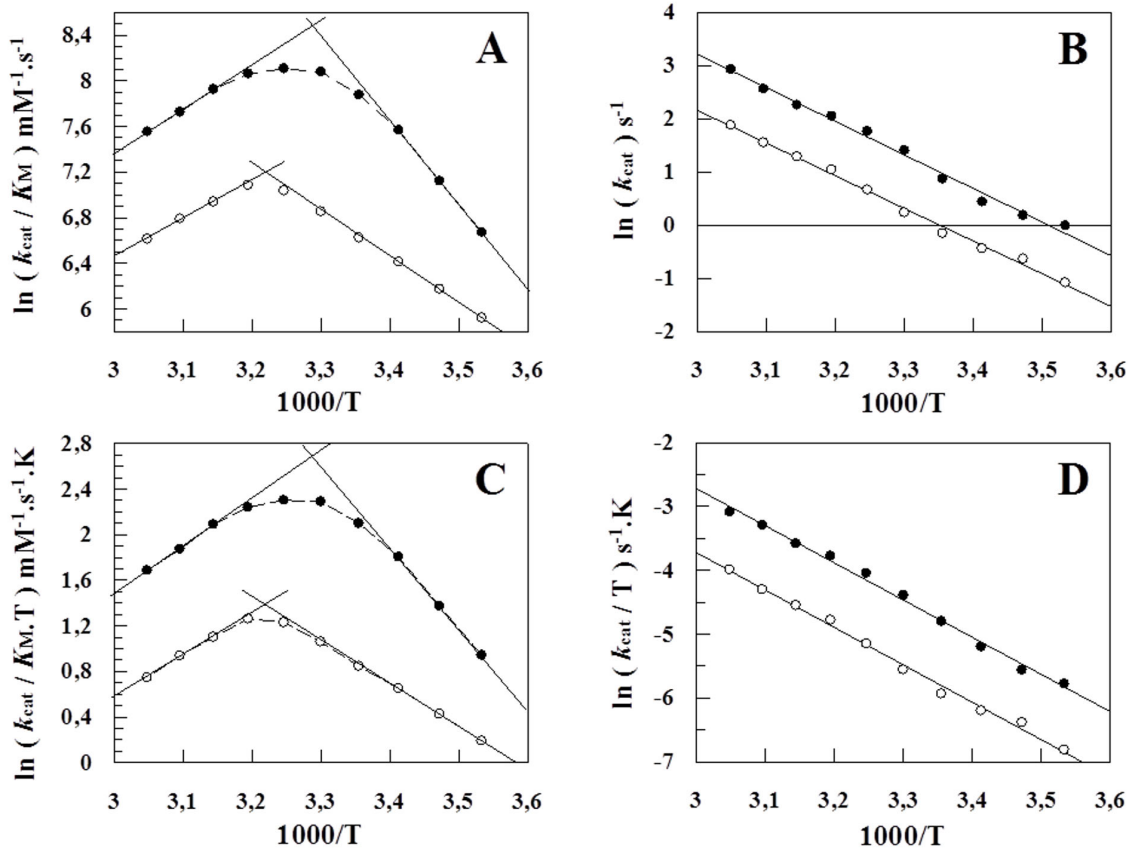 A
ln ( kcat / KM ) mM⁻¹.s⁻¹
8,4
8
7,6
7,2
6,8
6,4
6
3 3,1 3,2 3,3 3,4 3,5 3,6
1000/T
B
ln ( kcat ) s⁻¹
4
3
2
1
0
-1
-2
3 3,1 3,2 3,3 3,4 3,5 3,6
1000/T
C
ln ( kcat / KM.T ) mM⁻¹.s⁻¹.K
2,8
2,4
2
1,6
1,2
0,8
0,4
0
3 3,1 3,2 3,3 3,4 3,5 3,6
1000/T
D
ln ( kcat / T ) s⁻¹.K
-2
-3
-4
-5
-6
-7
3 3,1 3,2 3,3 3,4 3,5 3,6
1000/T